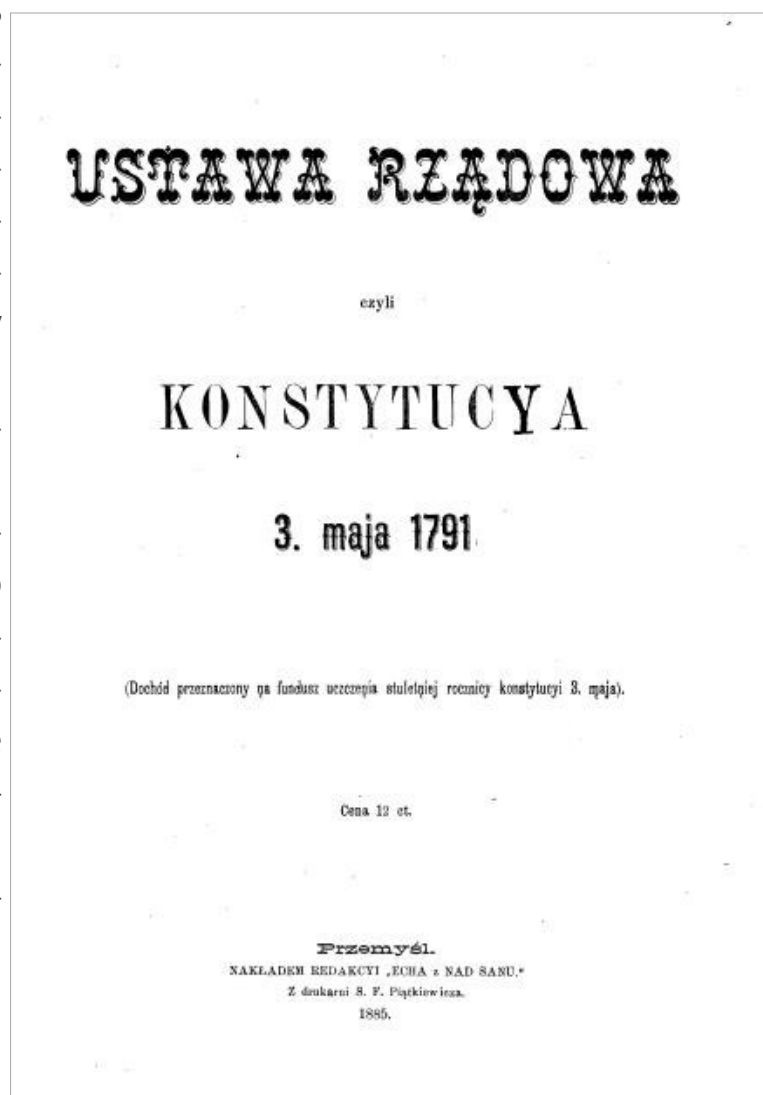 USTAWA RZĄDOWA
czyli
KONSTYTUCYA
3. maja 1791
(Dochód przeznaczony na fundusz uczczenia stuletniej rocznicy konstytucyi 3. maja).
Cena 12 ct.
Przemyśl.
NAKŁADEM REDAKCYI „ECHA z NAD SANU.“
Z drukarni S. F. Piątkiewicza.
1885.